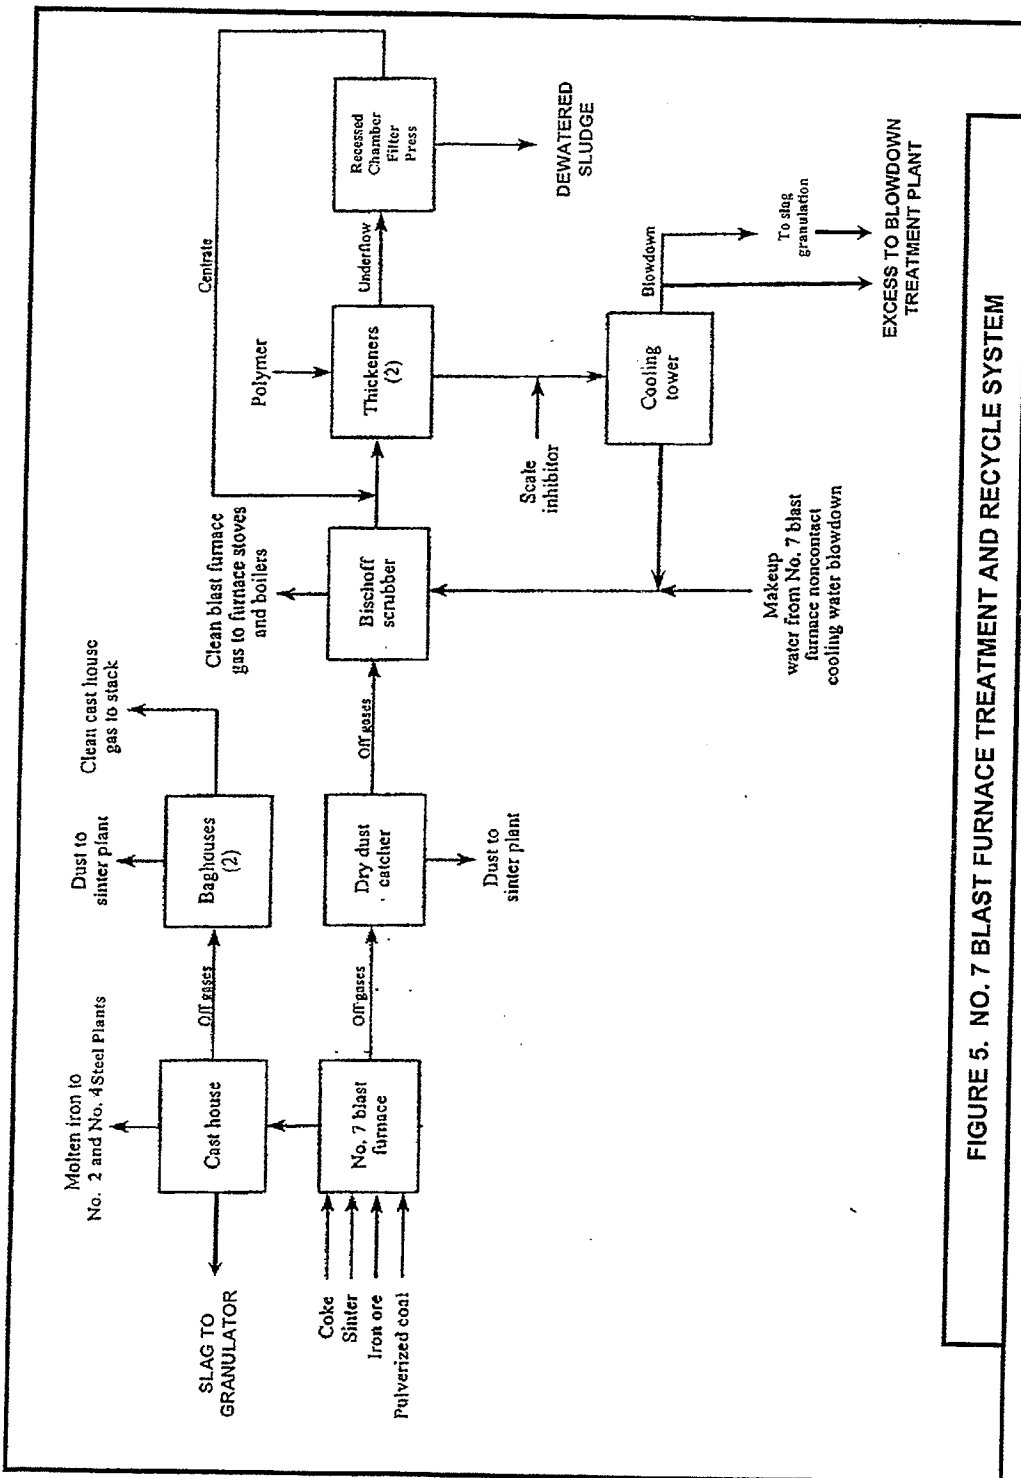 Molten iron to
No. 2 and No. 4 Steel Plants
SLAG TO
GRANULATOR
Cast house
Off gases
Dust to
sinter plant
Baghouses
(2)
Clean cast house
gas to stack
Coke
Sinter
Iron ore
Pulverized coal
No. 7 blast
furnace
Off-gases
Dry dust
catcher
Dust to
sinter plant
Off gases
Clean blast furnace
gas to furnace stoves
and boilers
Bischoff
scrubber
Makeup
water from No. 7 blast
furnace noncontact
cooling water blowdown
Centrate
Polymer
Thickeners
(2)
Underflow
Recessed
Chamber
Filter
Press
DEWATERED
SLUDGE
Scale
inhibitor
Cooling
tower
Blowdown
To slag
granulation
EXCESS TO BLOWDOWN
TREATMENT PLANT
FIGURE 5. NO. 7 BLAST FURNACE TREATMENT AND RECYCLE SYSTEM